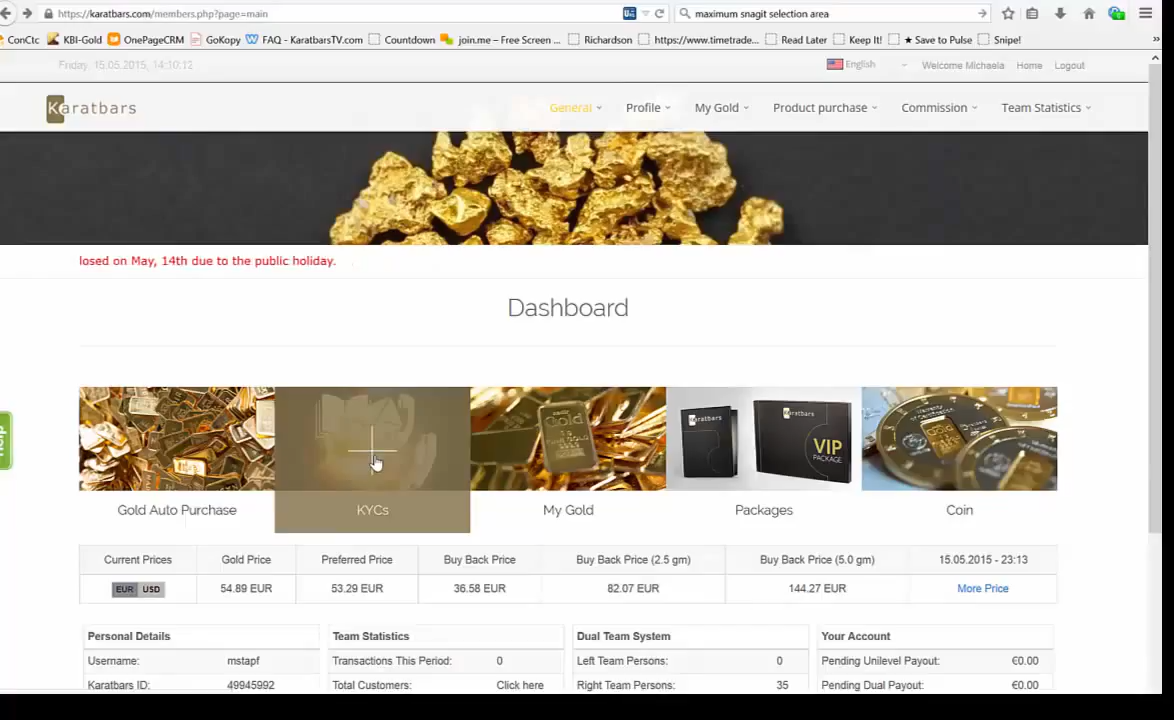 https://karatbars.com/members.php?page=main
maximum snagit selection area
ConCtc KBI-Gold OnePageCRM GoKopy FAQ - KaratbarsTV.com Countdown join.me – Free Screen ... Richardson https://www.timetrade... Read Later Keep It! ★ Save to Pulse Snipe! »
Friday, 15.05.2015, 14:10:12 English Welcome Michaela Home Logout
Karatbars General Profile My Gold Product purchase Commission Team Statistics
losed on May, 14th due to the public holiday.
Dashboard
Help
Karatbars
VIP
PACKAGE
Gold Auto Purchase KYCs My Gold Packages Coin
Current Prices Gold Price Preferred Price Buy Back Price Buy Back Price (2.5 gm) Buy Back Price (5.0 gm) 15.05.2015 - 23:13
EUR USD 54.89 EUR 53.29 EUR 36.58 EUR 82.07 EUR 144.27 EUR More Price
Personal Details Team Statistics Dual Team System Your Account
Username: mstapf Transactions This Period: 0 Left Team Persons: 0 Pending Unilevel Payout: €0.00
Karatbars ID: 49945992 Total Customers: Click here Right Team Persons: 35 Pending Dual Payout: €0.00